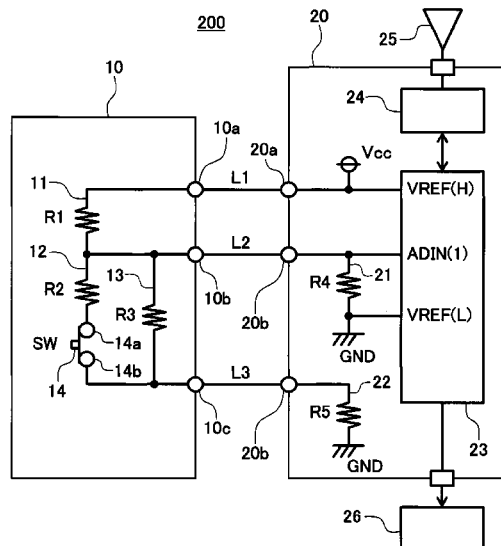 200
20
25
10
24
10a
20a
Vcc
11
L1
VREF(H)
R1
12
13
L2
ADIN(1)
R2
10b
R4
21
R3
20b
VREF(L)
SW
14a
14b
GND
14
L3
22
10c
R5
20b
GND
23
26